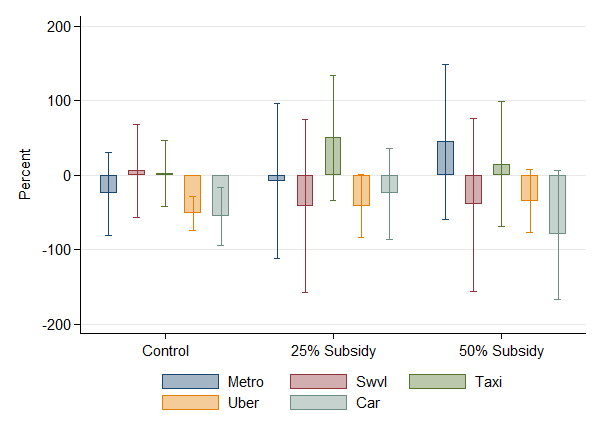 200
100
0
-100
-200
Percent
Control 25% Subsidy 50% Subsidy
Metro Swvl Taxi
Uber Car